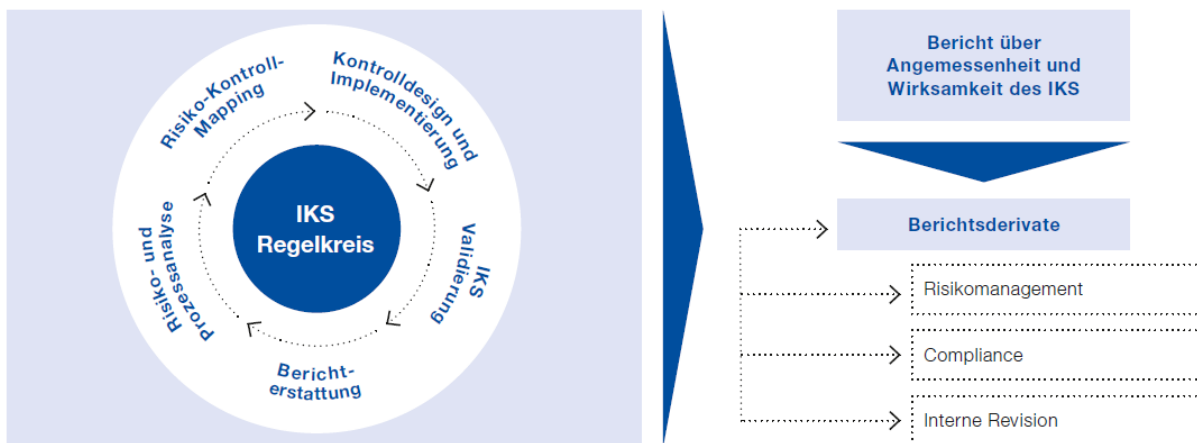 Risiko-Kontroll-
Mapping
Kontrolldesign und
Implementierung
IKS
Validierung
Bericht-
erstattung
Risiko- und
Prozessanalyse
IKS
Regelkreis
Bericht über
Angemessenheit und
Wirksamkeit des IKS
Berichtsderivate
Risikomanagement
Compliance
Interne Revision